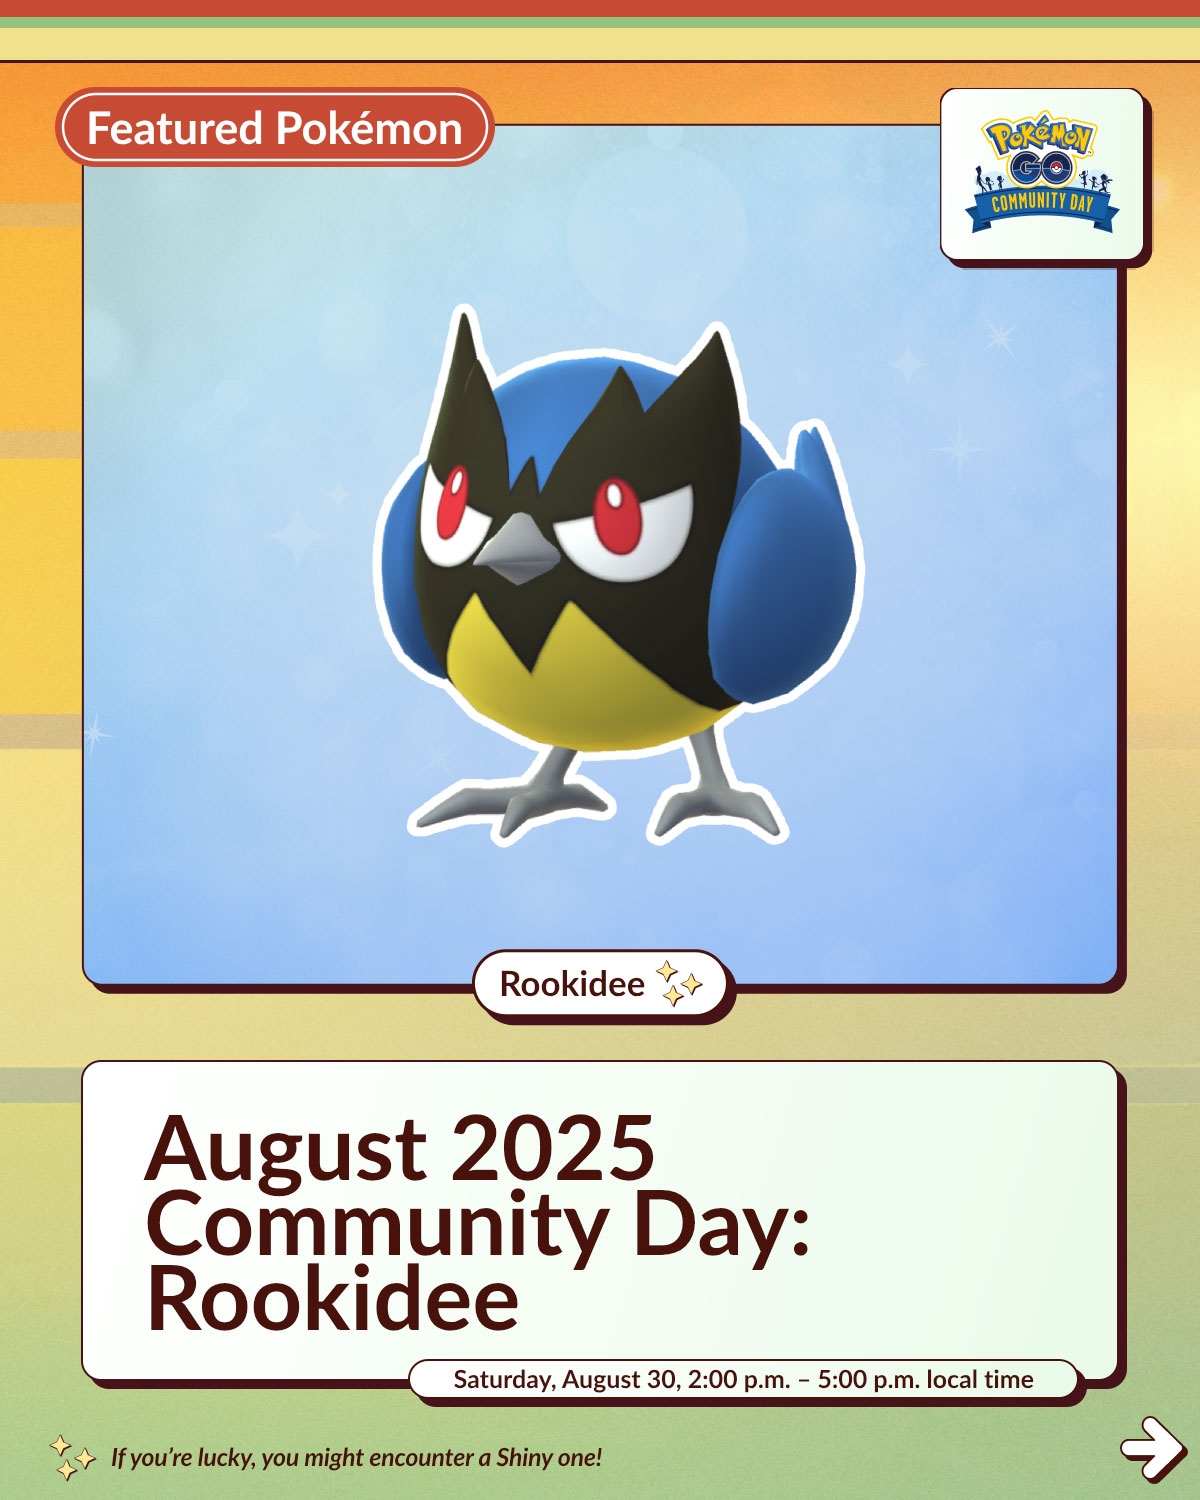 Featured Pokémon
Pokémon
GO
COMMUNITY DAY
Rookidee
August 2025
Community Day:
Rookidee
Saturday, August 30, 2:00 p.m. – 5:00 p.m. local time
If you’re lucky, you might encounter a Shiny one!